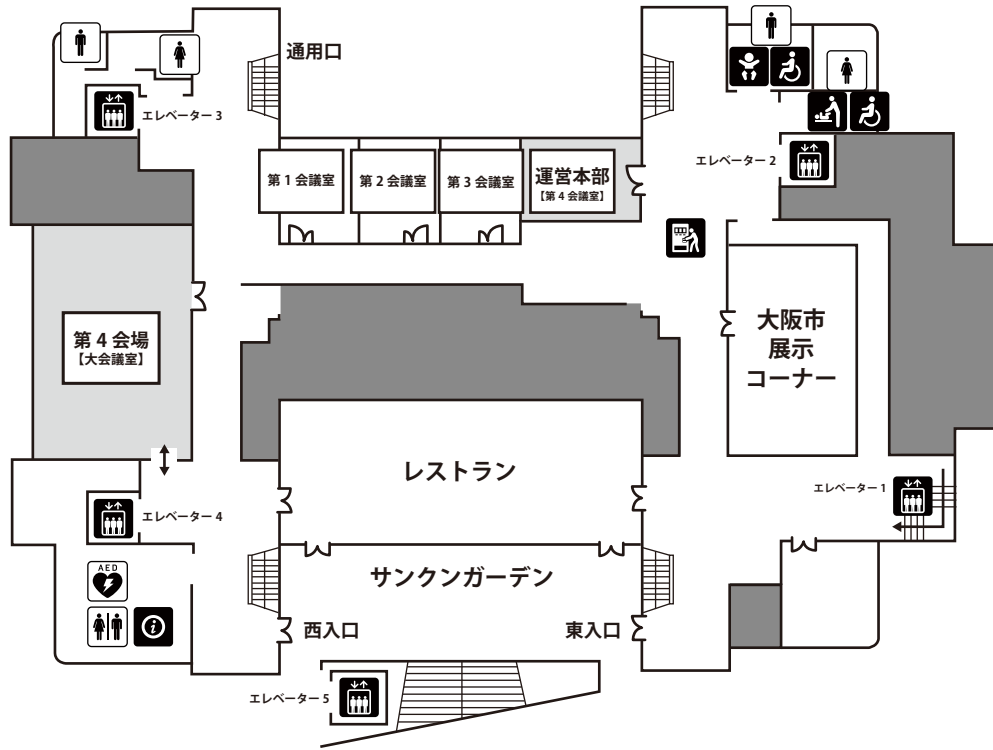 通用口
エレベーター 3
エレベーター 2
第 1 会議室
第 2 会議室
第 3 会議室
運営本部
【第 4 会議室】
第 4 会場
【大会議室】
大阪市
展示
コーナー
レストラン
エレベーター 1
エレベーター 4
AED
サンクンガーデン
西入口
東入口
エレベーター 5